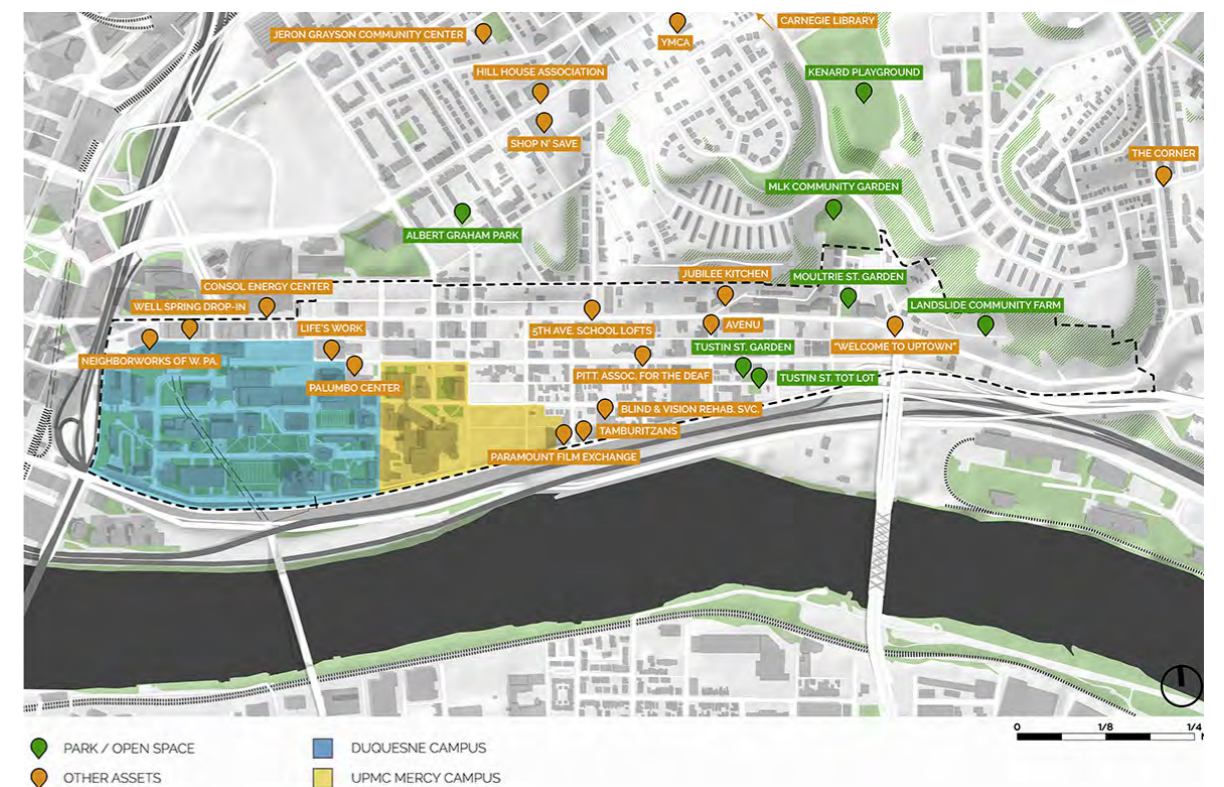 CARNEGIE LIBRARY
JERON GRAYSON COMMUNITY CENTER
YMCA
HILL HOUSE ASSOCIATION
KENARD PLAYGROUND
SHOP N' SAVE
THE CORNER
MLK COMMUNITY GARDEN
ALBERT GRAHAM PARK
JUBILEE KITCHEN
MOULTRIE ST. GARDEN
CONSOL ENERGY CENTER
WELL SPRING DROP-IN
LANDSLIDE COMMUNITY FARM
LIFE'S WORK
5TH AVE. SCHOOL LOFTS
AVENU
TUSTIN ST. GARDEN
"WELCOME TO UPTOWN"
NEIGHBORWORKS OF W. PA.
PITT. ASSOC. FOR THE DEAF
TUSTIN ST. TOT LOT
PALUMBO CENTER
BLIND & VISION REHAB. SVC.
TAMBURITZANS
PARAMOUNT FILM EXCHANGE
0 1/8 1/4
PARK / OPEN SPACE
DUQUESNE CAMPUS
OTHER ASSETS
UPMC MERCY CAMPUS